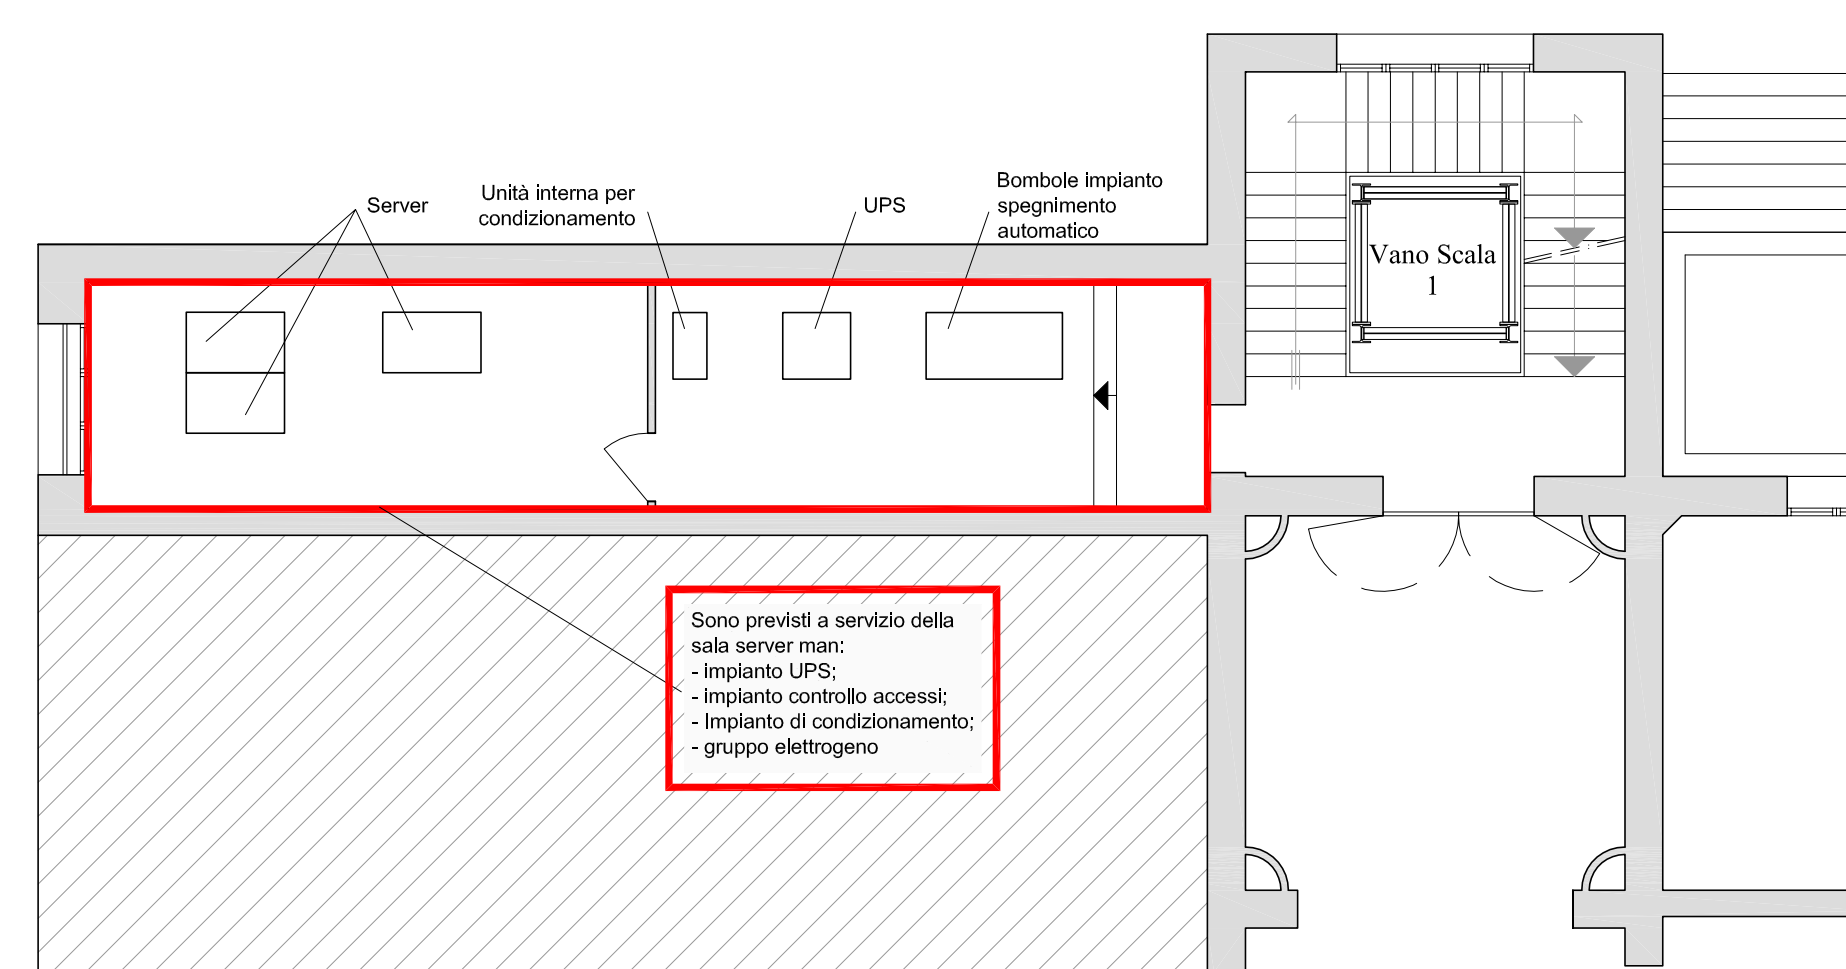 Server
Unità interna per
condizionamento
UPS
Bombole impianto
spegnimento
automatico
Vano Scala
1
Sono previsti a servizio della
sala server man:
- impianto UPS;
- impianto controllo accessi;
- Impianto di condizionamento;
- gruppo elettrogeno